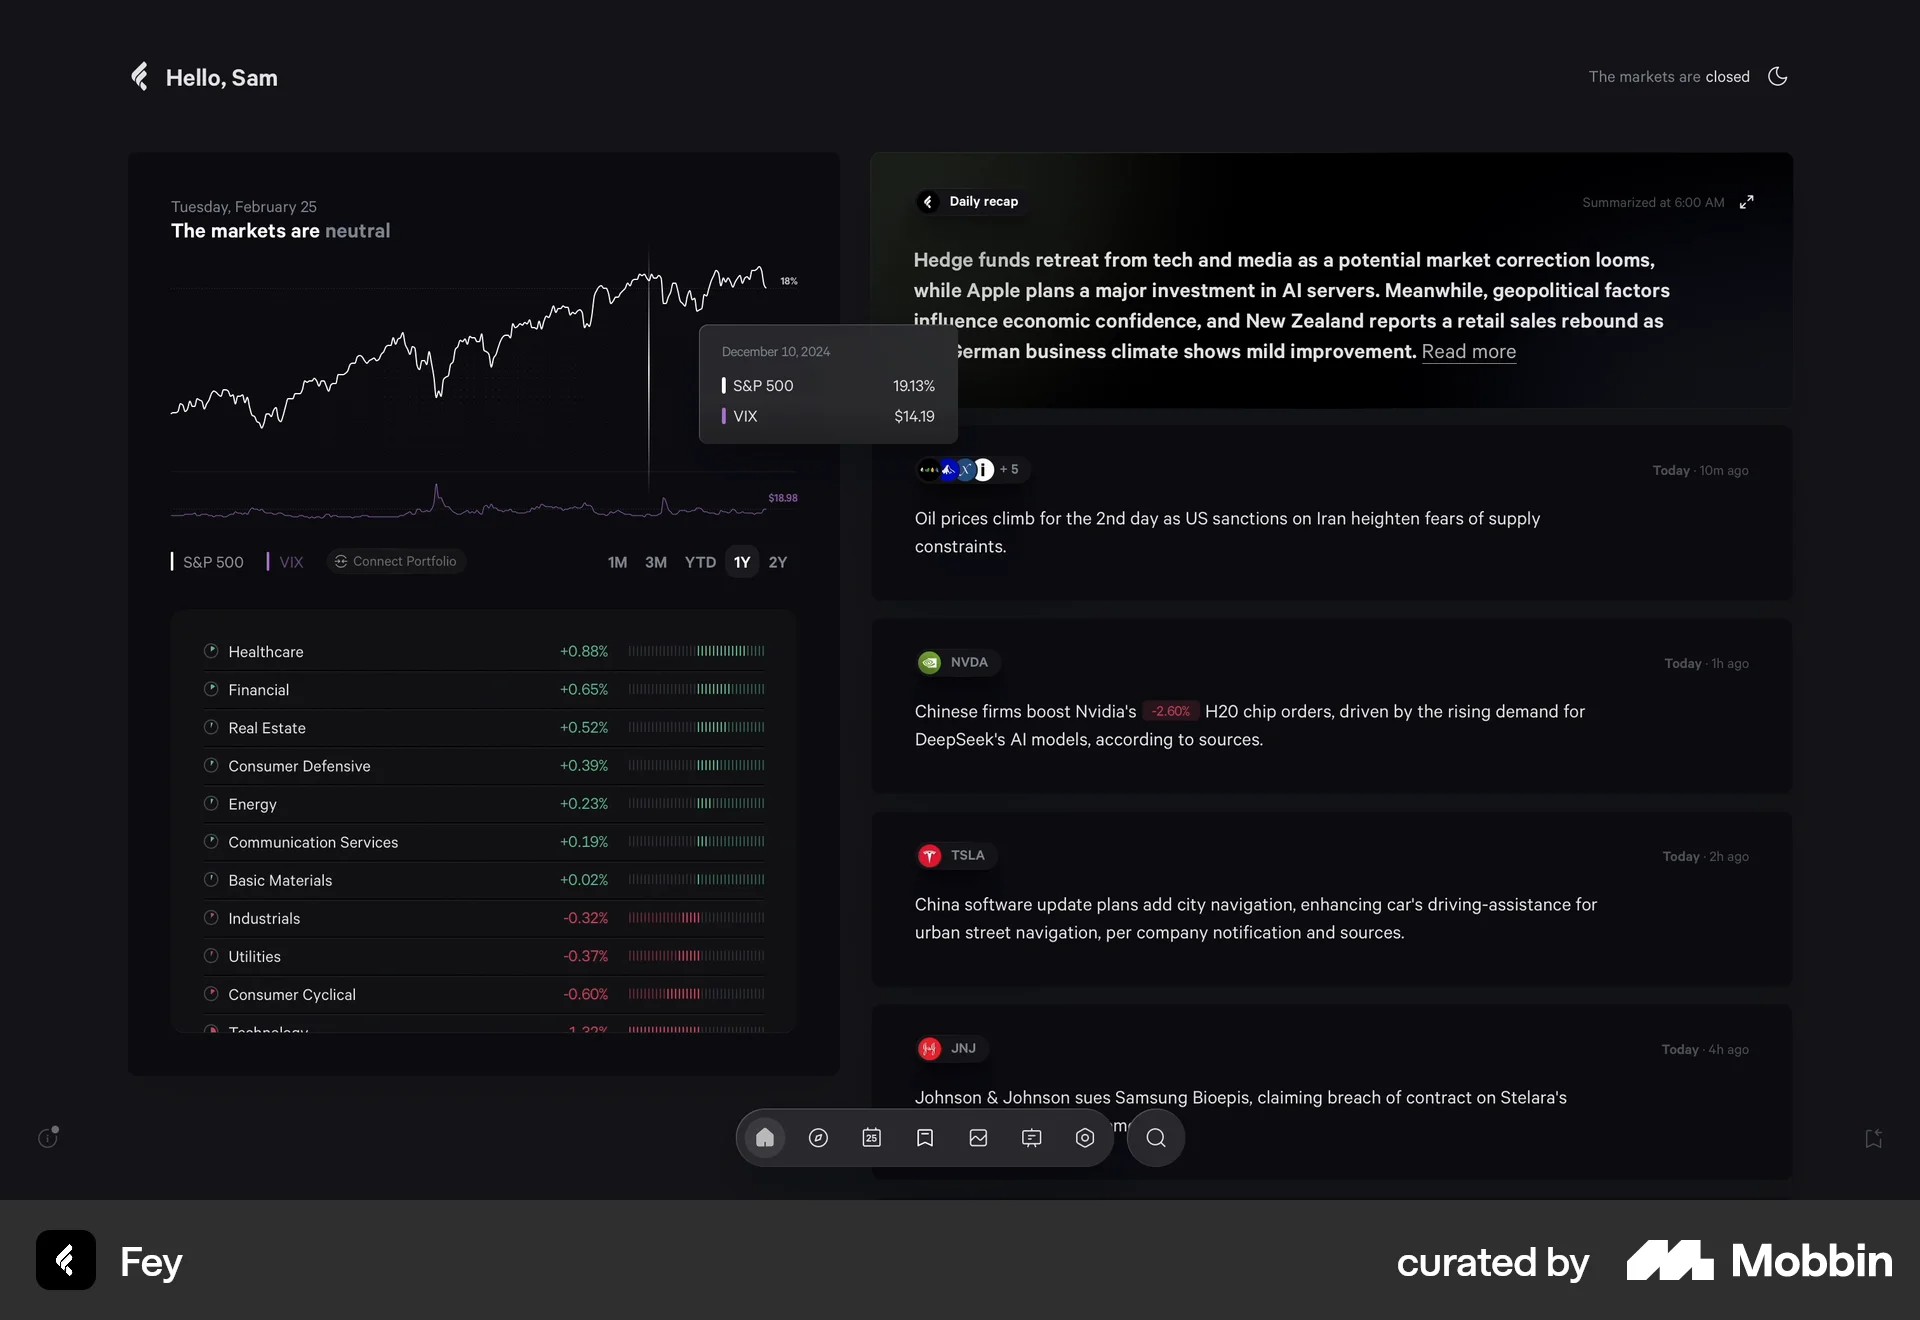 Hello, Sam
The markets are closed
Tuesday, February 25
The markets are neutral
18%
December 10, 2024
S&P 500 19.13%
VIX $14.19
$18.98
S&P 500 VIX Connect Portfolio 1M 3M YTD 1Y 2Y
Healthcare +0.88%
Financial +0.65%
Real Estate +0.52%
Consumer Defensive +0.39%
Energy +0.23%
Communication Services +0.19%
Basic Materials +0.02%
Industrials -0.32%
Utilities -0.37%
Consumer Cyclical -0.60%
Technology -1.32%
Daily recap Summarized at 6:00 AM
Hedge funds retreat from tech and media as a potential market correction looms,
while Apple plans a major investment in AI servers. Meanwhile, geopolitical factors
influence economic confidence, and New Zealand reports a retail sales rebound as
German business climate shows mild improvement. Read more
+ 5 Today · 10m ago
Oil prices climb for the 2nd day as US sanctions on Iran heighten fears of supply
constraints.
NVDA Today · 1h ago
Chinese firms boost Nvidia's -2.60% H20 chip orders, driven by the rising demand for
DeepSeek's AI models, according to sources.
TSLA Today · 2h ago
China software update plans add city navigation, enhancing car's driving-assistance for
urban street navigation, per company notification and sources.
JNJ Today · 4h ago
Johnson & Johnson sues Samsung Bioepis, claiming breach of contract on Stelara's
25
Fey
curated by Mobbin